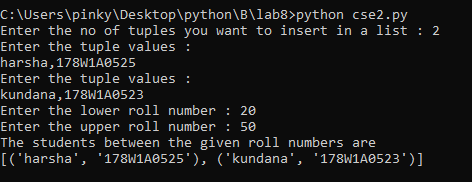 C:\Users\pinky\Desktop\python\B\lab8>python cse2.py
Enter the no of tuples you want to insert in a list : 2
Enter the tuple values :
harsha,178W1A0525
Enter the tuple values :
kundana,178W1A0523
Enter the lower roll number : 20
Enter the upper roll number : 50
The students between the given roll numbers are
[('harsha', '178W1A0525'), ('kundana', '178W1A0523')]